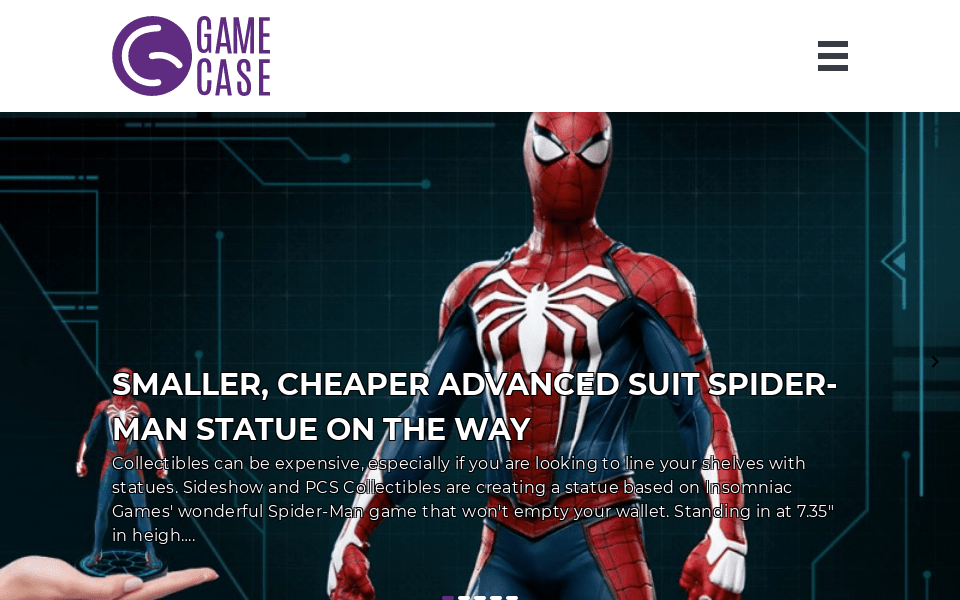 GAME
CASE
SMALLER, CHEAPER ADVANCED SUIT SPIDER-
MAN STATUE ON THE WAY
Collectibles can be expensive, especially if you are looking to line your shelves with
statues. Sideshow and PCS Collectibles are creating a statue based on Insomniac
Games' wonderful Spider-Man game that won't empty your wallet. Standing in at 7.35"
in heigh....